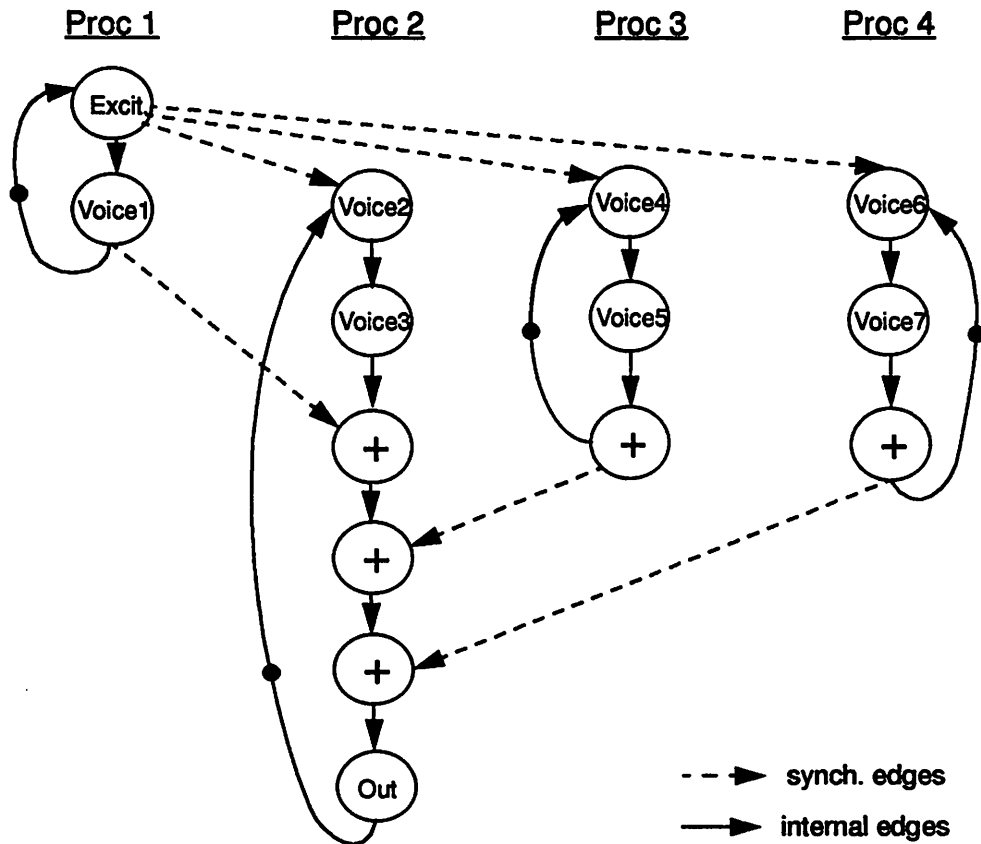 Proc 1 Proc 2 Proc 3 Proc 4
Excit.
Voice1 Voice2 Voice4 Voice6
Voice3 Voice5 Voice7
+ + +
+
+
Out
synch. edges
internal edges